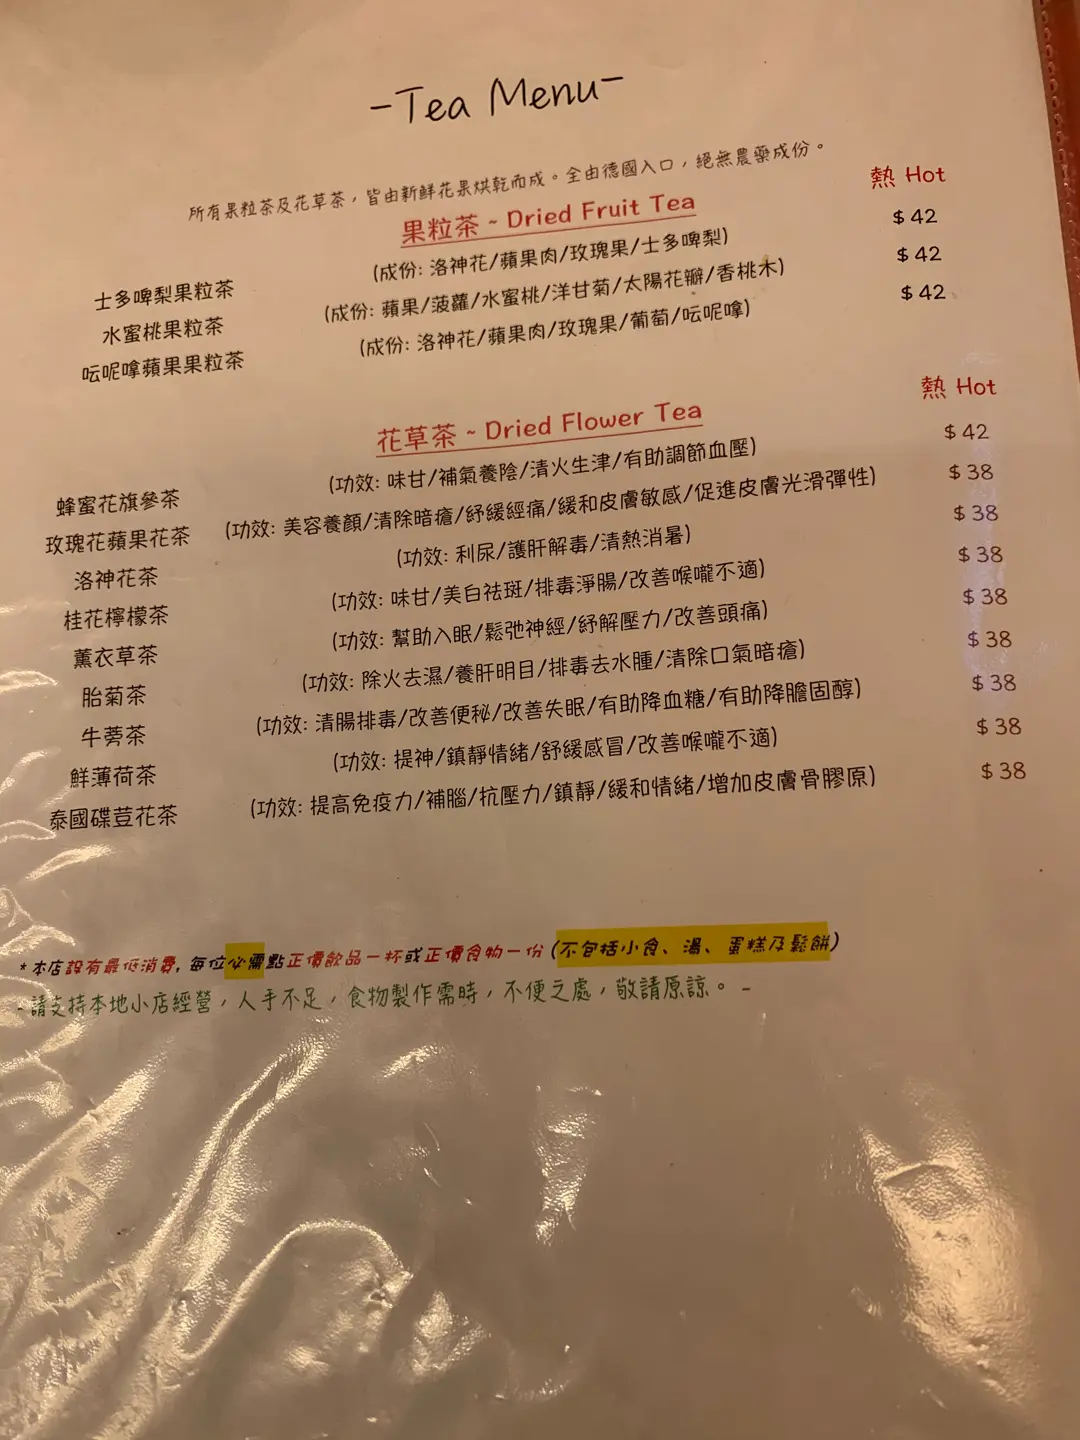 -Tea Menu-
所有果粒茶及花草茶，皆由新鮮花果烘乾而成。全由德國入口，絕無農藥成份。
果粒茶 ~ Dried Fruit Tea 熱 Hot
士多啤梨果粒茶 (成份: 洛神花/蘋果肉/玫瑰果/士多啤梨) $ 42
水蜜桃果粒茶 (成份: 蘋果/菠蘿/水蜜桃/洋甘菊/太陽花瓣/香桃木) $ 42
呍呢嗱蘋果果粒茶 (成份: 洛神花/蘋果肉/玫瑰果/葡萄/呍呢嗱) $ 42
花草茶 ~ Dried Flower Tea 熱 Hot
蜂蜜花旗參茶 (功效: 味甘/補氣養陰/清火生津/有助調節血壓) $ 42
玫瑰花蘋果花茶 (功效: 美容養顏/清除暗瘡/紓緩經痛/緩和皮膚敏感/促進皮膚光滑彈性) $ 38
洛神花茶 (功效: 利尿/護肝解毒/清熱消暑) $ 38
桂花檸檬茶 (功效: 味甘/美白祛斑/排毒淨腸/改善喉嚨不適) $ 38
薰衣草茶 (功效: 幫助入眠/鬆弛神經/紓解壓力/改善頭痛) $ 38
胎菊茶 (功效: 除火去濕/養肝明目/排毒去水腫/清除口氣暗瘡) $ 38
牛蒡茶 (功效: 清腸排毒/改善便秘/改善失眠/有助降血糖/有助降膽固醇) $ 38
鮮薄荷茶 (功效: 提神/鎮靜情緒/舒緩感冒/改善喉嚨不適) $ 38
泰國碟荳花茶 (功效: 提高免疫力/補腦/抗壓力/鎮靜/緩和情緒/增加皮膚骨膠原) $ 38
* 本店設有最低消費, 每位必需點正價飲品一杯或正價食物一份 (不包括小食、湯、蛋糕及鬆餅)
- 請支持本地小店經營，人手不足，食物製作需時，不便之處，敬請原諒。 -